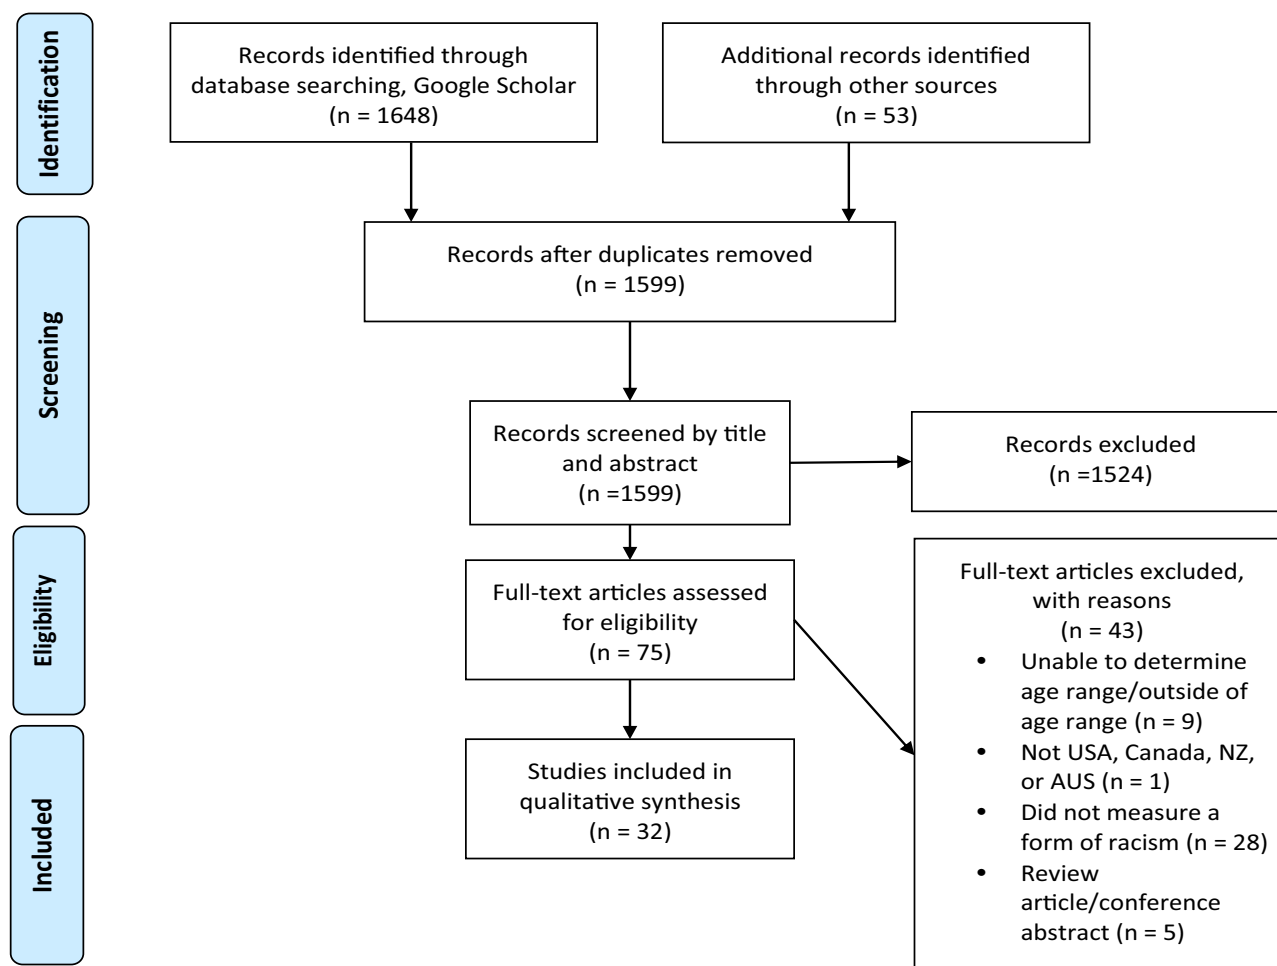 Identification
Records identified through
database searching, Google Scholar
(n = 1648)
Additional records identified
through other sources
(n = 53)
Screening
Records after duplicates removed
(n = 1599)
Records screened by title
and abstract
(n =1599)
Records excluded
(n =1524)
Eligibility
Full-text articles assessed
for eligibility
(n = 75)
Full-text articles excluded,
with reasons
(n = 43)
• Unable to determine
age range/outside of
age range (n = 9)
• Not USA, Canada, NZ,
or AUS (n = 1)
• Did not measure a
form of racism (n = 28)
• Review
article/conference
abstract (n = 5)
Included
Studies included in
qualitative synthesis
(n = 32)